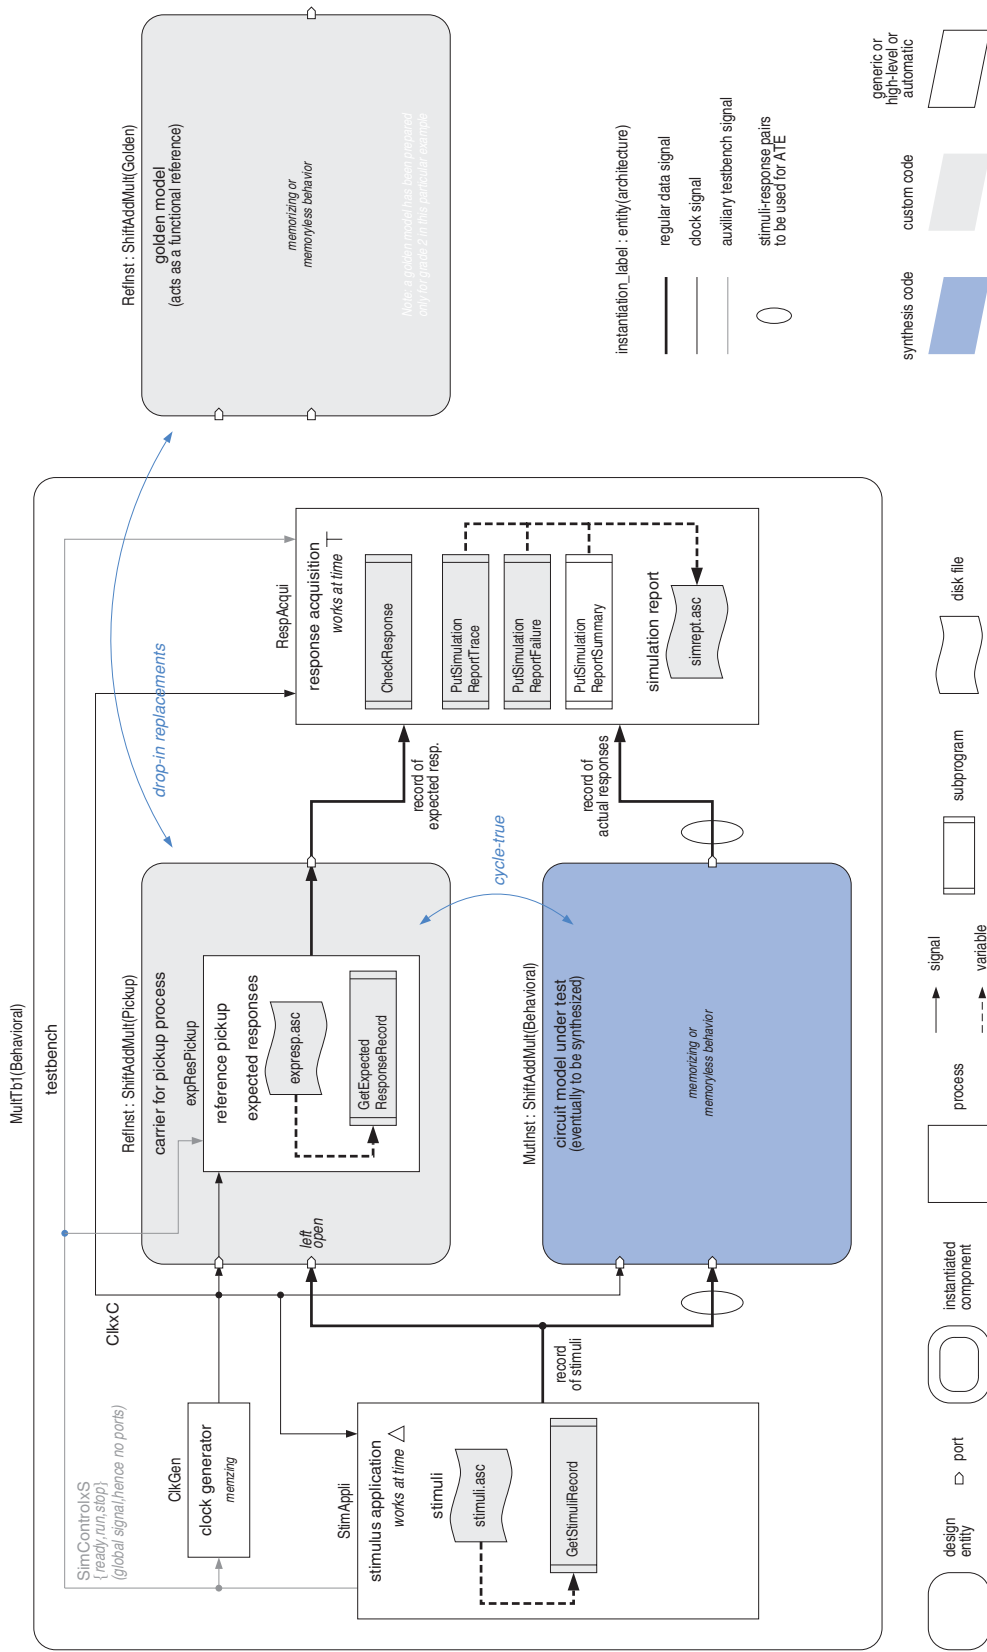 MultTb1(Behavioral)
testbench
SimControlxS
{ready,run,stop}
(global signal,hence no ports)
ClkxC
ClkGen
clock generator
memzing
StimAppli
stimulus application
works at time
stimuli
stimuli.asc
GetStimuliRecord
record
of stimuli
RefInst : ShiftAddMult(Pickup)
carrier for pickup process
expResPickup
reference pickup
expected responses
expresp.asc
GetExpected
ResponseRecord
left
open
MutInst : ShiftAddMult(Behavioral)
circuit model under test
(eventually to be synthesized)
memorizing or
memoryless behavior
cycle-true
drop-in replacements
record of
expected resp.
record of
actual responses
RespAcqui
response acquisition
works at time
CheckResponse
PutSimulation
ReportTrace
PutSimulation
ReportFailure
PutSimulation
ReportSummary
simulation report
simrept.asc
RefInst : ShiftAddMult(Golden)
golden model
(acts as a functional reference)
memorizing or
memoryless behavior
Note: a golden model has been prepared
only for grade 2 in this particular example
instantiation_label : entity(architecture)
regular data signal
clock signal
auxiliary testbench signal
stimuli-response pairs
to be used for ATE
synthesis code
custom code
generic or
high-level or
automatic
design
entity
port
instantiated
component
process
signal
variable
subprogram
disk file